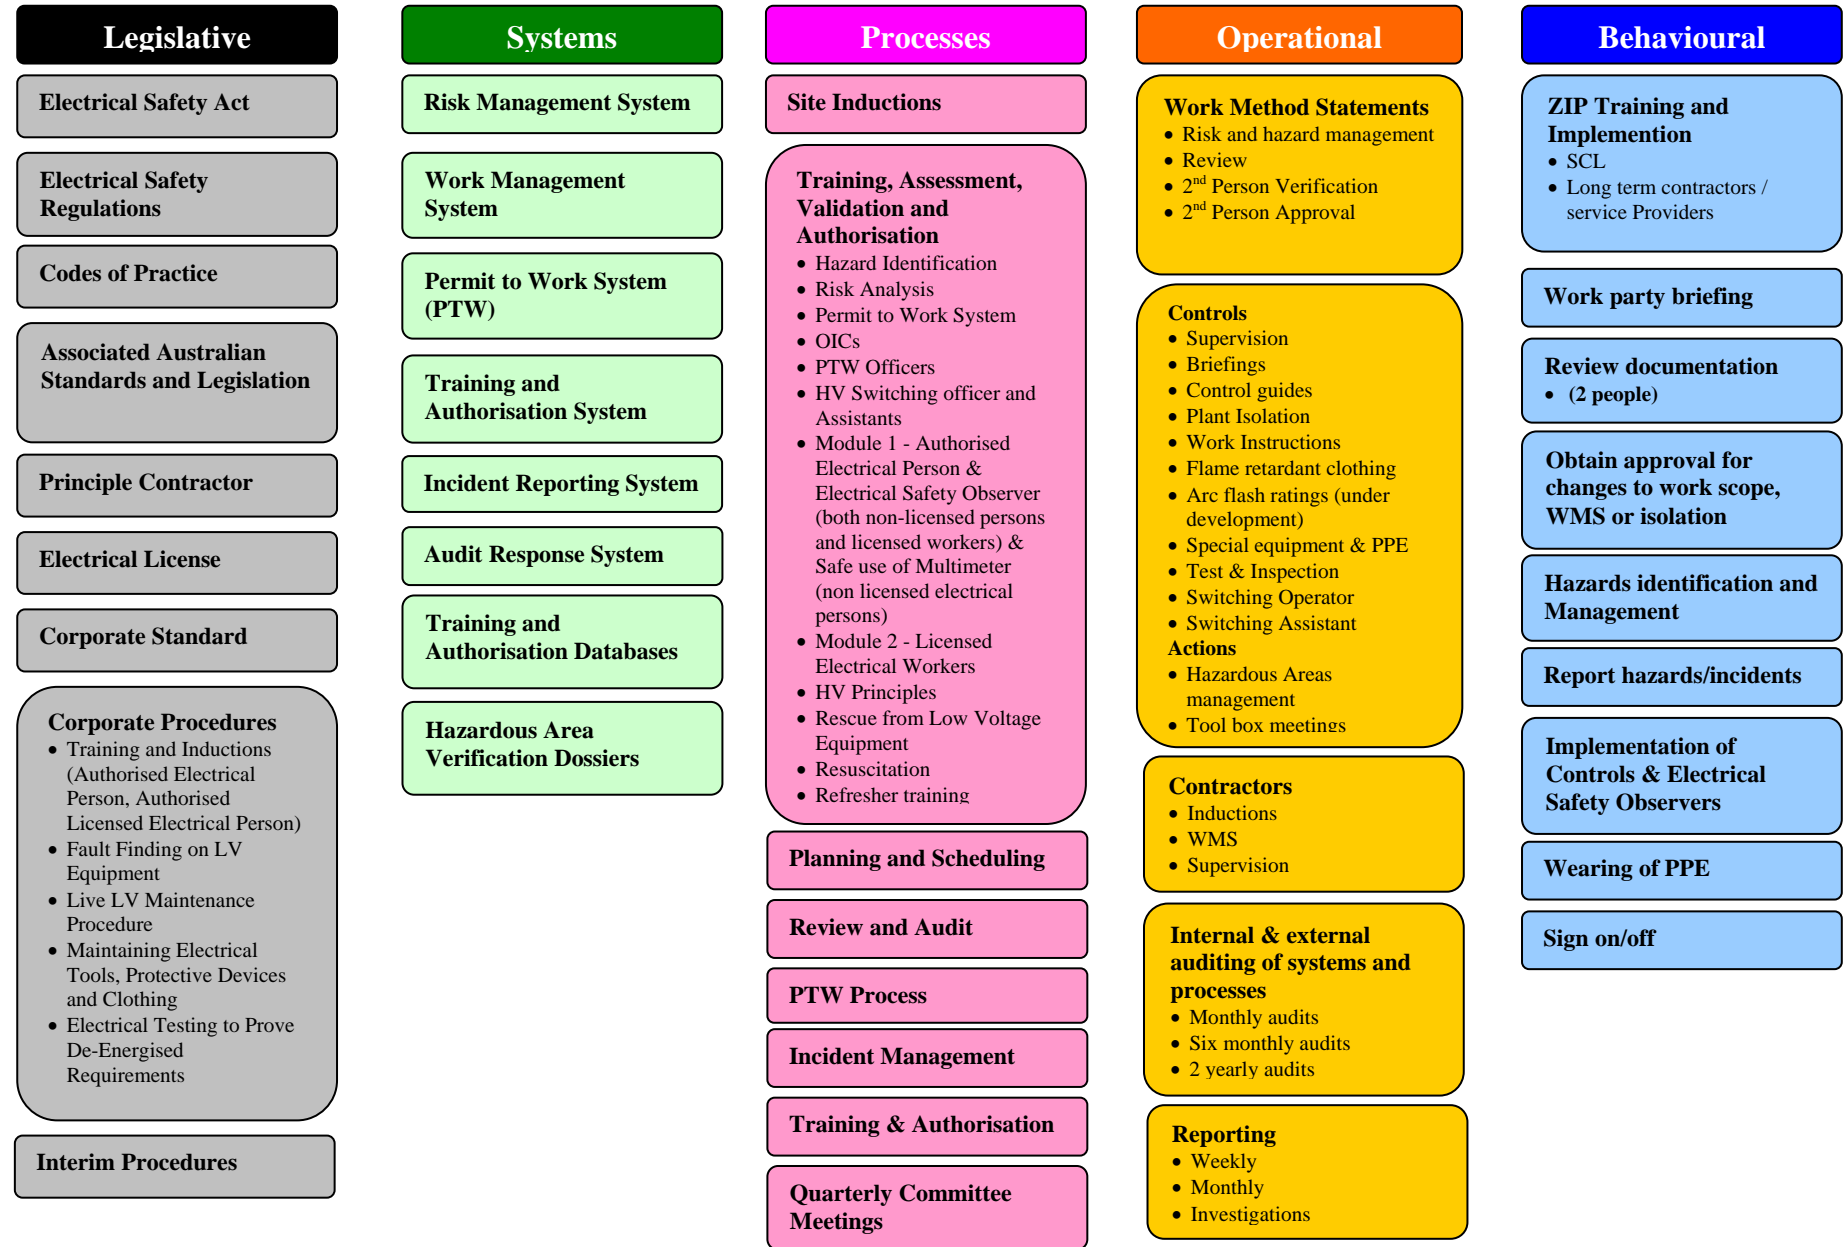 Legislative
Electrical Safety Act
Electrical Safety
Regulations
Codes of Practice
Associated Australian
Standards and Legislation
Principle Contractor
Electrical License
Corporate Standard
Corporate Procedures
• Training and Inductions
(Authorised Electrical
Person, Authorised
Licensed Electrical Person)
• Fault Finding on LV
Equipment
• Live LV Maintenance
Procedure
• Maintaining Electrical
Tools, Protective Devices
and Clothing
• Electrical Testing to Prove
De-Energised
Requirements
Interim Procedures
Systems
Risk Management System
Work Management
System
Permit to Work System
(PTW)
Training and
Authorisation System
Incident Reporting System
Audit Response System
Training and
Authorisation Databases
Hazardous Area
Verification Dossiers
Processes
Site Inductions
Training, Assessment,
Validation and
Authorisation
• Hazard Identification
• Risk Analysis
• Permit to Work System
• OICs
• PTW Officers
• HV Switching officer and
Assistants
• Module 1 - Authorised
Electrical Person &
Electrical Safety Observer
(both non-licensed persons
and licensed workers) &
Safe use of Multimeter
(non licensed electrical
persons)
• Module 2 - Licensed
Electrical Workers
• HV Principles
• Rescue from Low Voltage
Equipment
• Resuscitation
• Refresher training
Planning and Scheduling
Review and Audit
PTW Process
Incident Management
Training & Authorisation
Quarterly Committee
Meetings
Operational
Work Method Statements
• Risk and hazard management
• Review
• 2nd Person Verification
• 2nd Person Approval
Controls
• Supervision
• Briefings
• Control guides
• Plant Isolation
• Work Instructions
• Flame retardant clothing
• Arc flash ratings (under
development)
• Special equipment & PPE
• Test & Inspection
• Switching Operator
• Switching Assistant
Actions
• Hazardous Areas
management
• Tool box meetings
Contractors
• Inductions
• WMS
• Supervision
Internal & external
auditing of systems and
processes
• Monthly audits
• Six monthly audits
• 2 yearly audits
Reporting
• Weekly
• Monthly
• Investigations
Behavioural
ZIP Training and
Implemention
• SCL
• Long term contractors /
service Providers
Work party briefing
Review documentation
• (2 people)
Obtain approval for
changes to work scope,
WMS or isolation
Hazards identification and
Management
Report hazards/incidents
Implementation of
Controls & Electrical
Safety Observers
Wearing of PPE
Sign on/off